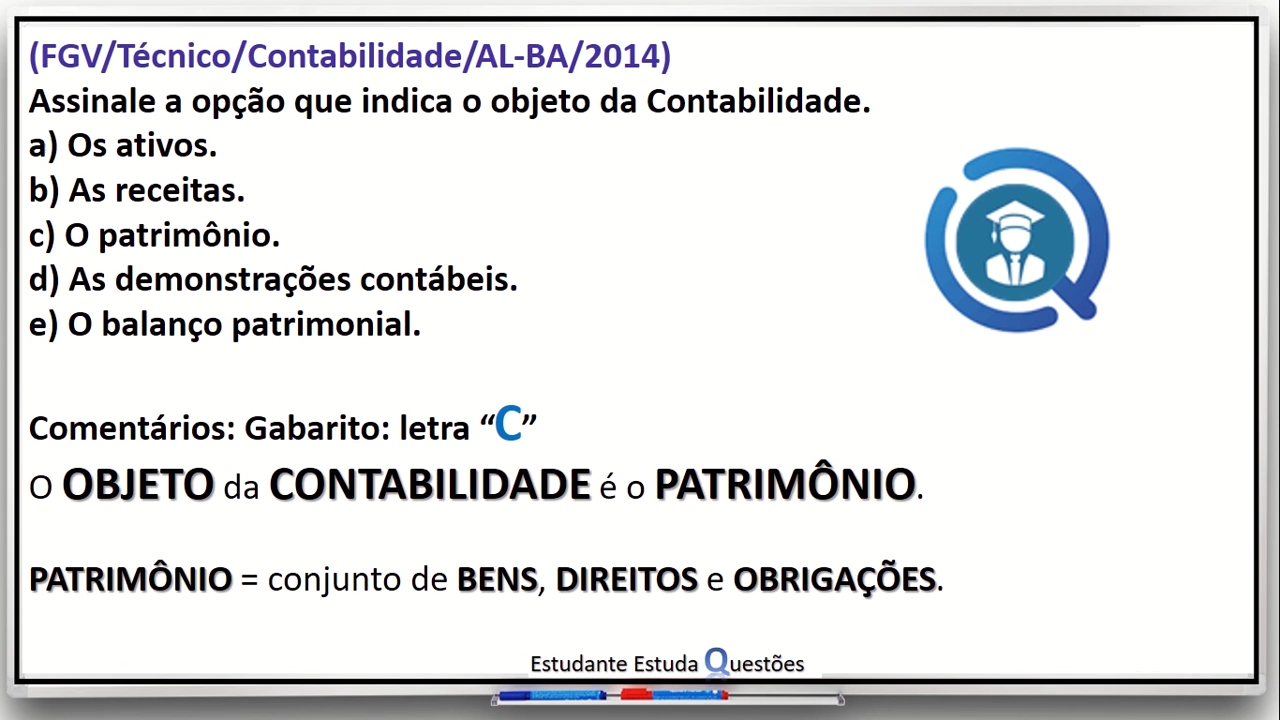 (FGV/Técnico/Contabilidade/AL-BA/2014)
Assinale a opção que indica o objeto da Contabilidade.
a) Os ativos.
b) As receitas.
c) O patrimônio.
d) As demonstrações contábeis.
e) O balanço patrimonial.
Comentários: Gabarito: letra “C”
O OBJETO da CONTABILIDADE é o PATRIMÔNIO.
PATRIMÔNIO = conjunto de BENS, DIREITOS e OBRIGAÇÕES.
Estudante Estuda Questões